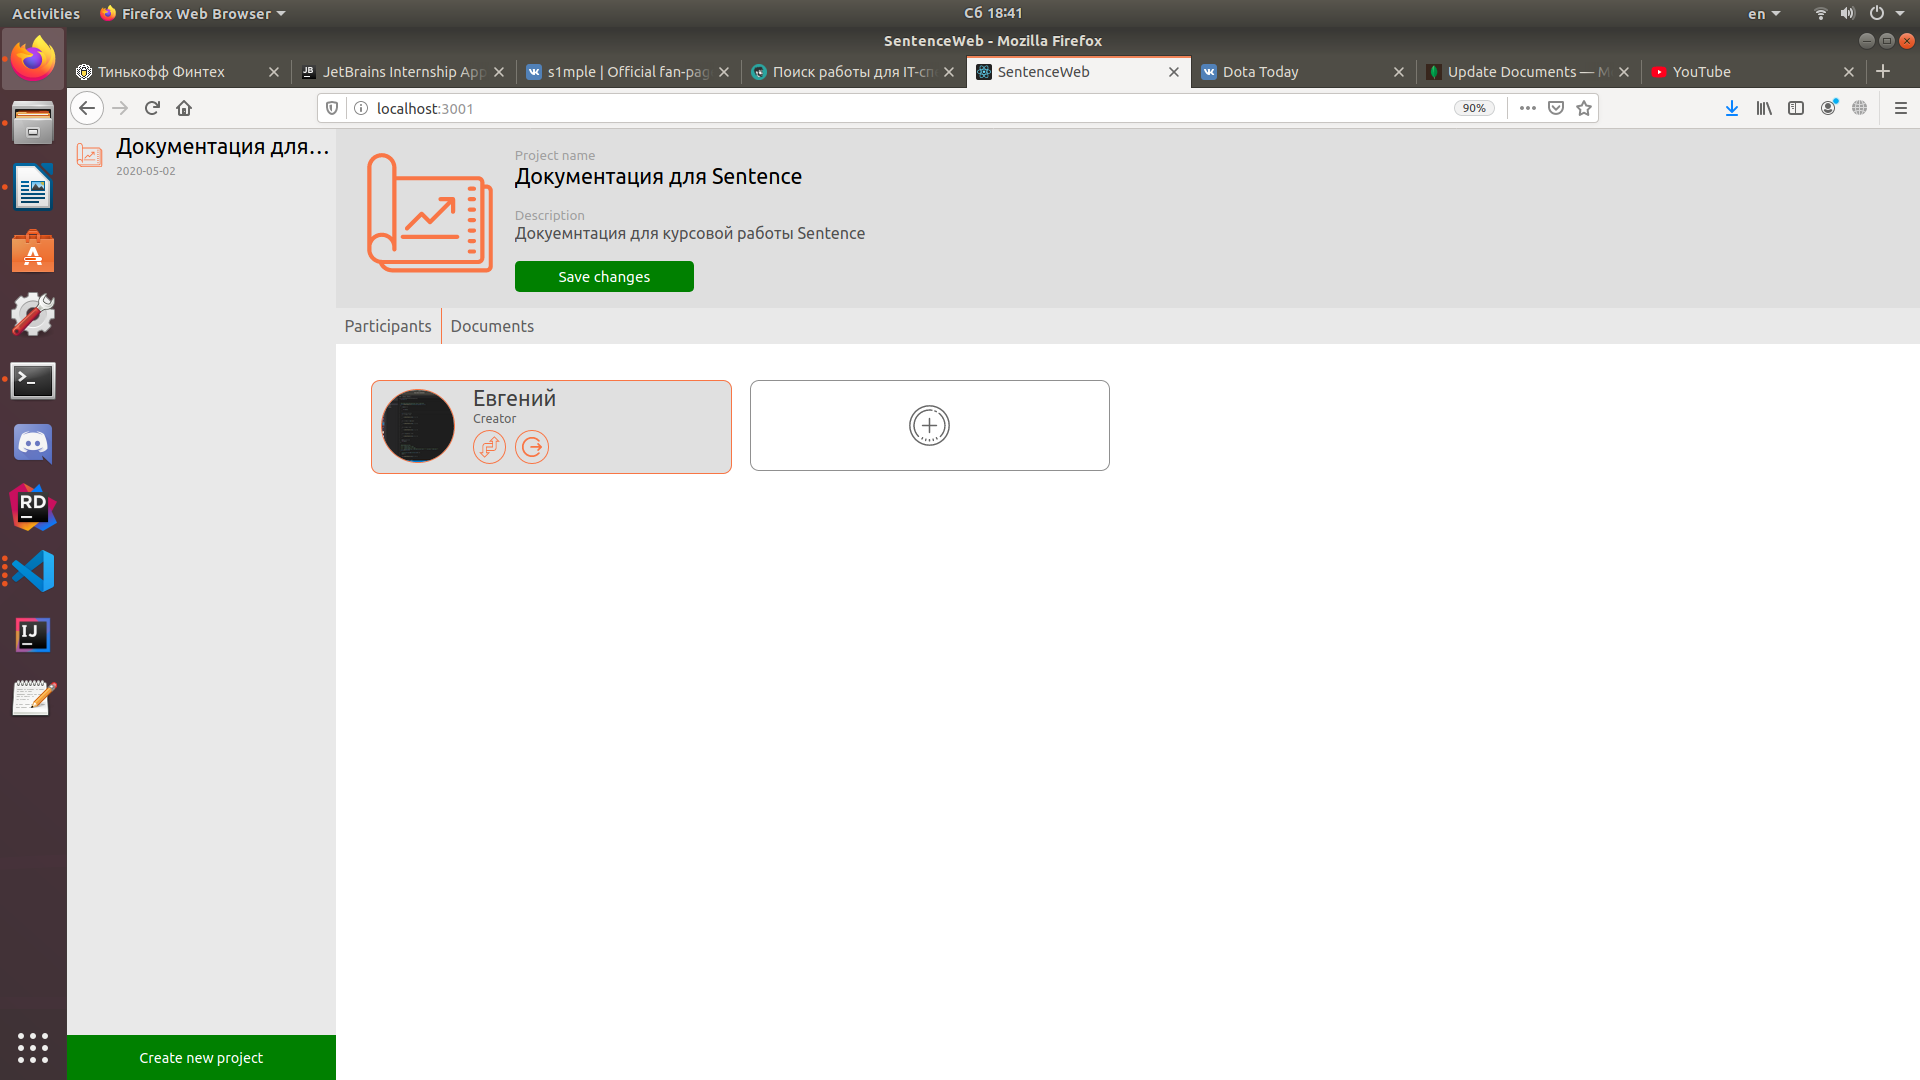 Activities
Firefox Web Browser
Сб 18:41
en
SentenceWeb - Mozilla Firefox
Тинькофф Финтех
JetBrains Internship App
s1mple | Official fan-pag
Поиск работы для IT-сп
SentenceWeb
Dota Today
Update Documents — M
YouTube
localhost:3001
90%
Документация для...
2020-05-02
Project name
Документация для Sentence
Description
Докуемнтация для курсовой работы Sentence
Save changes
Participants
Documents
Евгений
Creator
RD
IJ
Create new project